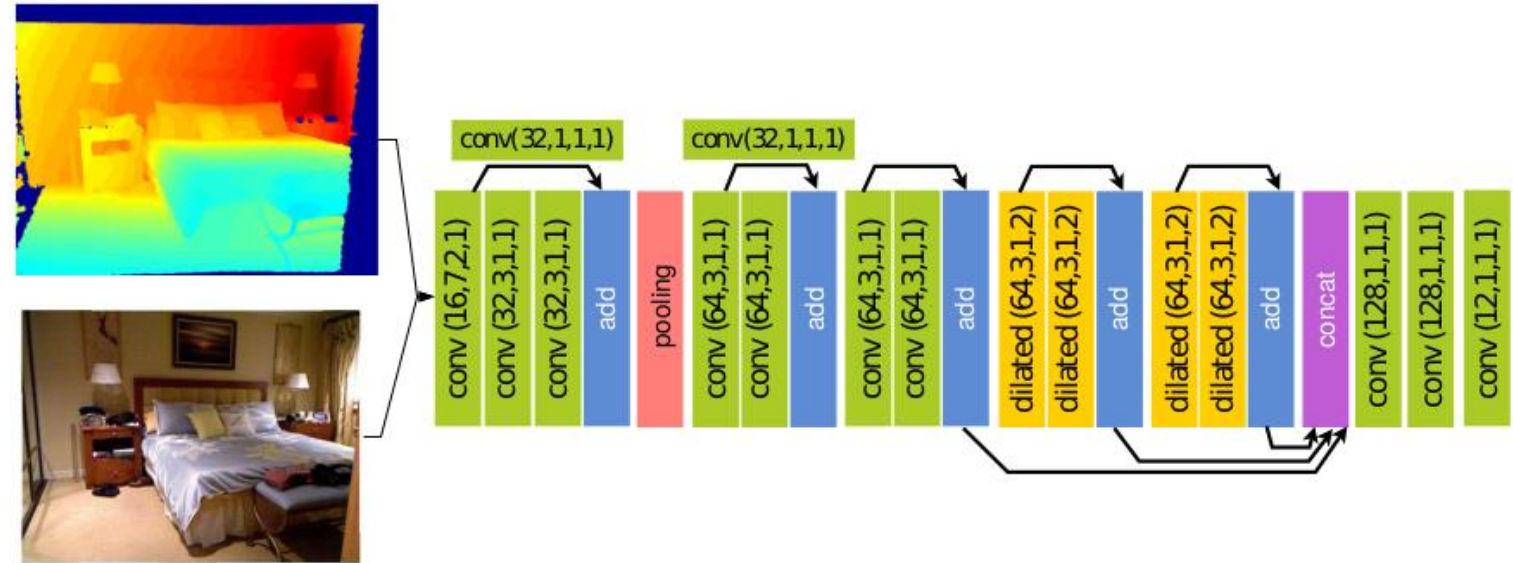 conv(32,1,1,1)
conv(32,1,1,1)
conv (16,7,2,1)
conv (32,3,1,1)
conv (32,3,1,1)
add
pooling
conv (64,3,1,1)
conv (64,3,1,1)
add
conv (64,3,1,1)
conv (64,3,1,1)
add
dilated (64,3,1,2)
dilated (64,3,1,2)
add
dilated (64,3,1,2)
dilated (64,3,1,2)
add
concat
conv (128,1,1,1)
conv (128,1,1,1)
conv (12,1,1,1)